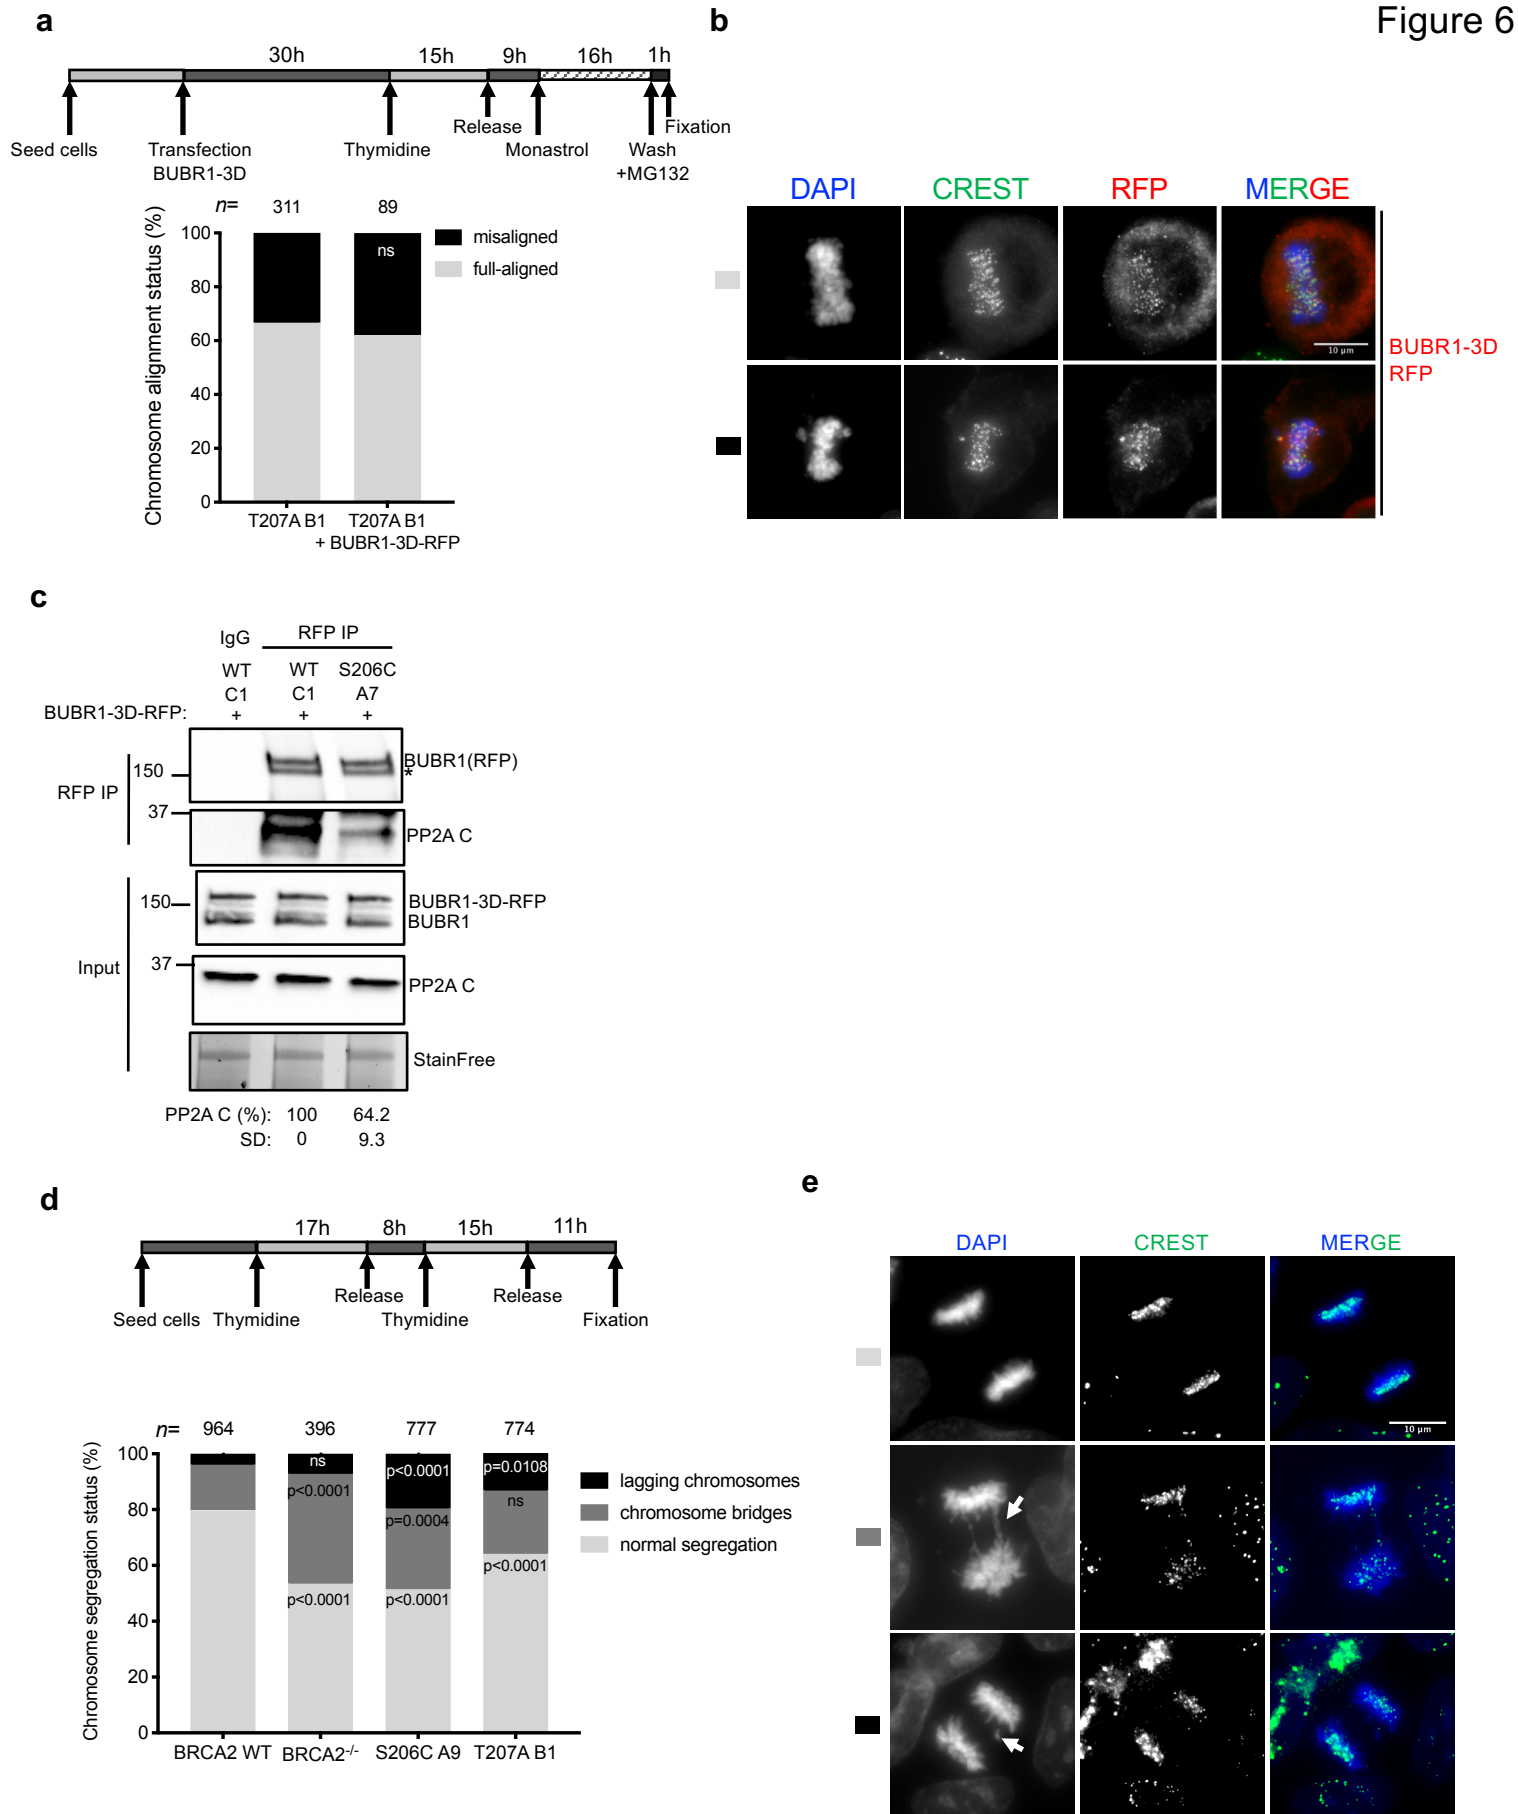 Figure 6
a
30h 15h 9h 16h 1h
Release Fixation
Seed cells Transfection Thymidine Monastrol Wash
BUBR1-3D +MG132
n= 311 89
Chromosome alignment status (%)
100
80
60
40
20
0
ns
misaligned
full-aligned
T207A B1 T207A B1
+ BUBR1-3D-RFP
b
DAPI CREST RFP MERGE
10 µm
BUBR1-3D
RFP
c
IgG RFP IP
WT WT S206C
C1 C1 A7
BUBR1-3D-RFP: + + +
RFP IP
150
BUBR1(RFP)
*
37
PP2A C
Input
150
BUBR1-3D-RFP
BUBR1
37
PP2A C
StainFree
PP2A C (%): 100 64.2
SD: 0 9.3
d
17h 8h 15h 11h
Release Release
Seed cells Thymidine Thymidine Fixation
n= 964 396 777 774
Chromosome segregation status (%)
100
80
60
40
20
0
ns p<0.0001 p=0.0108
p<0.0001 p=0.0004 ns
p<0.0001 p<0.0001 p<0.0001
lagging chromosomes
chromosome bridges
normal segregation
BRCA2 WT BRCA2-/- S206C A9 T207A B1
e
DAPI CREST MERGE
10 µm